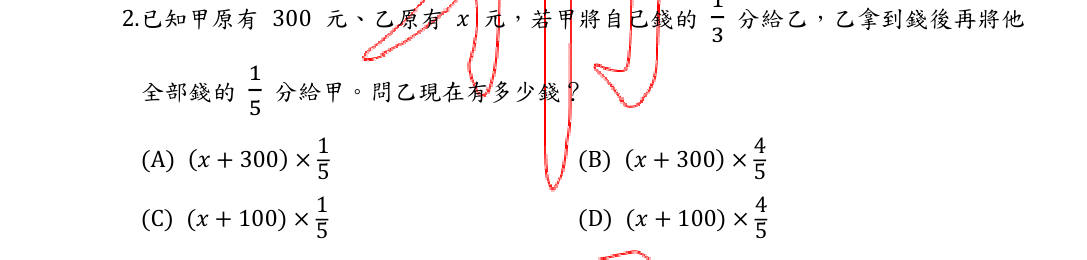 2.已知甲原有 300 元、乙原有 x 元,若甲將自己錢的 1/3 分給乙,乙拿到錢後再將他
全部錢的 1/5 分給甲。問乙現在有多少錢?
(A) (x + 300) × 1/5 (B) (x + 300) × 4/5
(C) (x + 100) × 1/5 (D) (x + 100) × 4/5